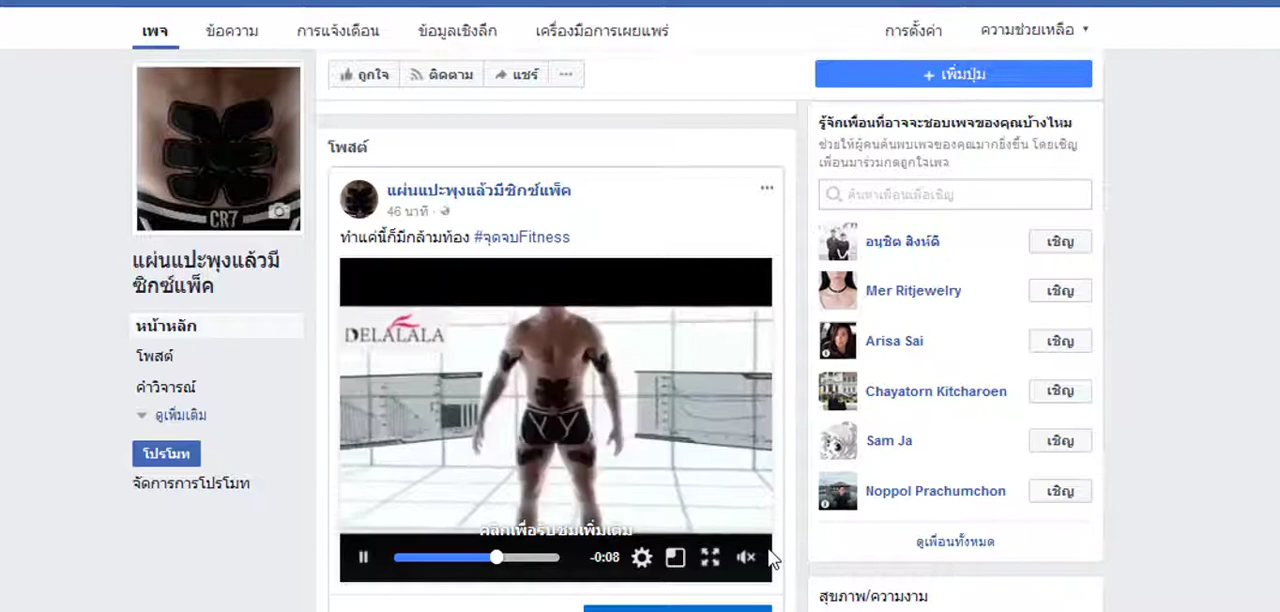 เพจ
ข้อความ
การแจ้งเตือน
ข้อมูลเชิงลึก
เครื่องมือการเผยแพร่
การตั้งค่า
ความช่วยเหลือ
ถูกใจ
ติดตาม
แชร์
+ เพิ่มปุ่ม
CR7
แผ่นแปะพุงแล้วมี
ซิกซ์แพ็ค
หน้าหลัก
โพสต์
คำวิจารณ์
ดูเพิ่มเติม
โปรโมท
จัดการการโปรโมท
โพสต์
แผ่นแปะพุงแล้วมีซิกซ์แพ็ค
46 นาที ·
ทำแค่นี้ก็มีกล้ามท้อง #จุดจบFitness
DELALALA
คลิกเพื่อรับชมเพิ่มเติม
-0:08
รู้จักเพื่อนที่อาจจะชอบเพจของคุณบ้างไหม
ช่วยให้ผู้คนค้นพบเพจของคุณมากยิ่งขึ้น โดยเชิญ
เพื่อนมาร่วมกดถูกใจเพจ
ค้นหาเพื่อนเพื่อเชิญ
อนุชิต สิงห์ดี
เชิญ
Mer Ritjewelry
เชิญ
Arisa Sai
เชิญ
Chayatorn Kitcharoen
เชิญ
Sam Ja
เชิญ
Noppol Prachumchon
เชิญ
ดูเพื่อนทั้งหมด
สุขภาพ/ความงาม